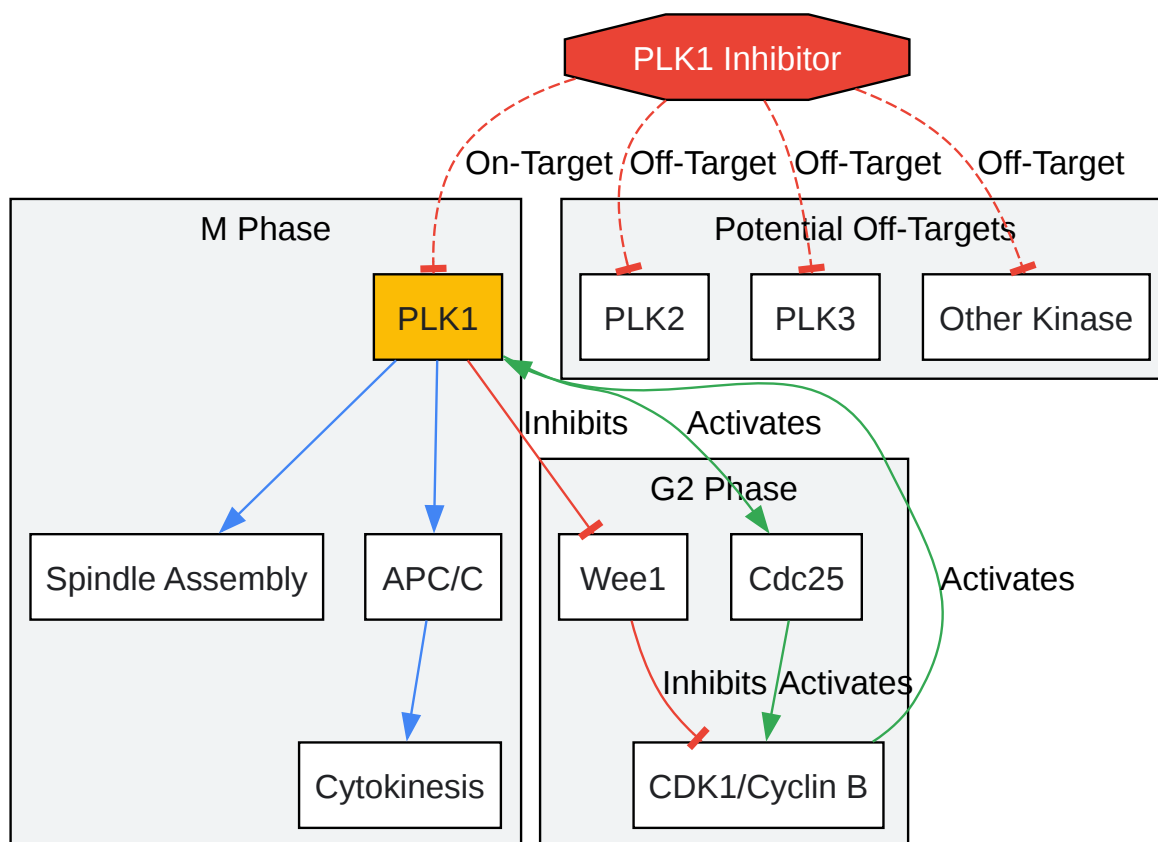 PLK1 Inhibitor
On-Target
Off-Target
Off-Target
Off-Target
M Phase
Potential Off-Targets
PLK1
PLK2
PLK3
Other Kinase
Inhibits
Activates
G2 Phase
Spindle Assembly
APC/C
Wee1
Cdc25
Activates
Inhibits
Activates
Cytokinesis
CDK1/Cyclin B